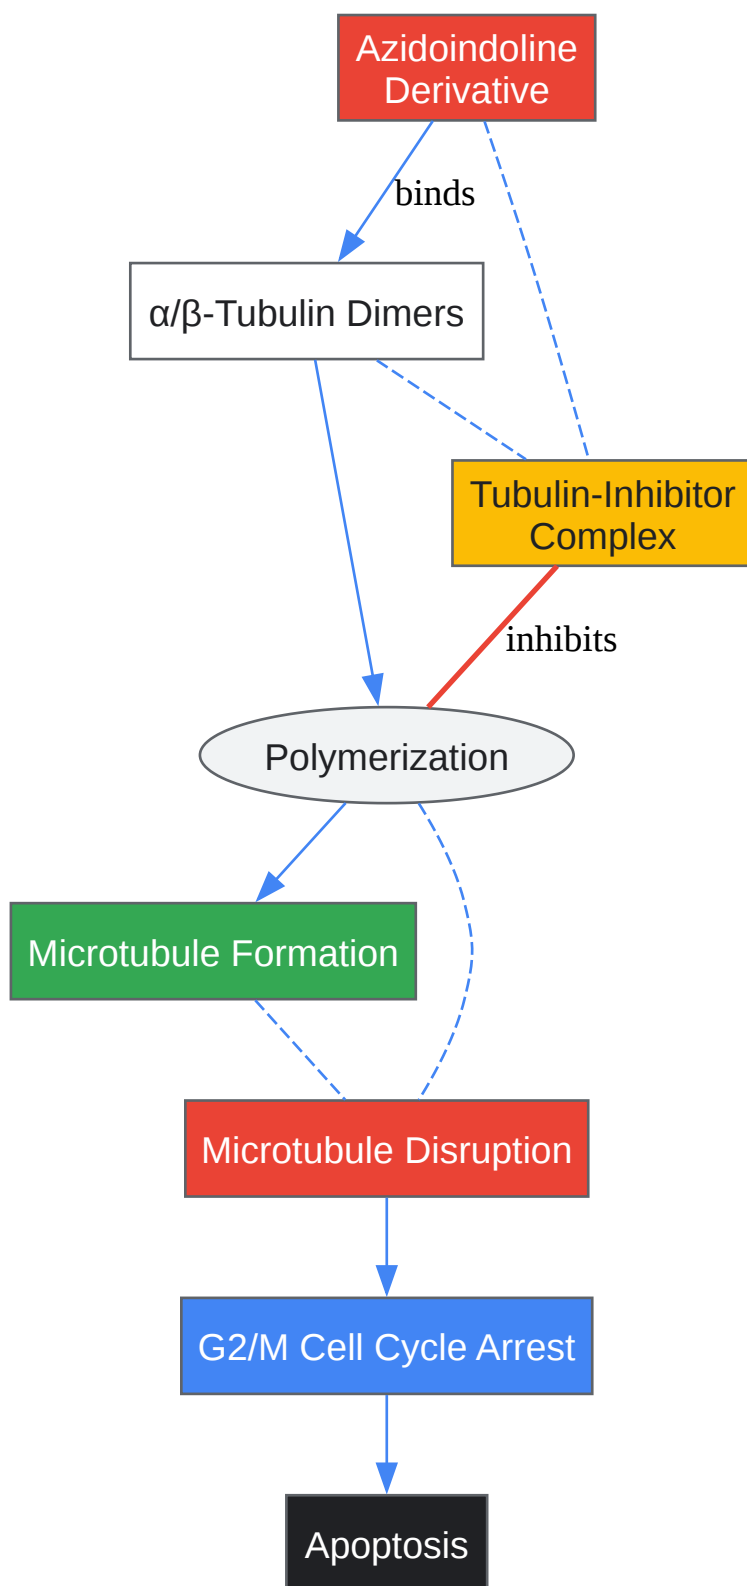 Azidoindoline
Derivative
binds
α/β-Tubulin Dimers
Tubulin-Inhibitor
Complex
inhibits
Polymerization
Microtubule Formation
Microtubule Disruption
G2/M Cell Cycle Arrest
Apoptosis